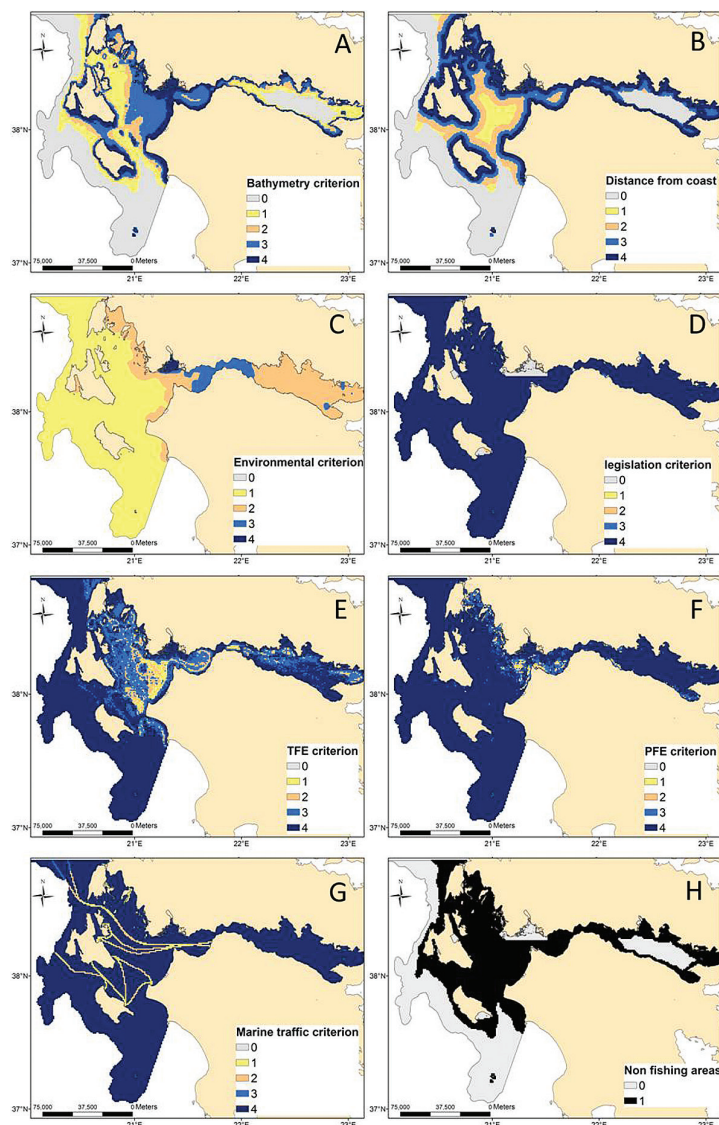 A
N
38°N
Bathymetry criterion
0
1
2
3
4
37°N
75,000 37,500 0 Meters
21°E 22°E 23°E
B
N
38°N
Distance from coast
0
1
2
3
4
37°N
75,000 37,500 0 Meters
21°E 22°E 23°E
C
N
38°N
Environmental criterion
0
1
2
3
4
37°N
75,000 37,500 0 Meters
21°E 22°E 23°E
D
N
38°N
legislation criterion
0
1
2
3
4
37°N
75,000 37,500 0 Meters
21°E 22°E 23°E
E
N
38°N
TFE criterion
0
1
2
3
4
37°N
75,000 37,500 0 Meters
21°E 22°E 23°E
F
N
38°N
PFE criterion
0
1
2
3
4
37°N
75,000 37,500 0 Meters
21°E 22°E 23°E
G
N
38°N
Marine traffic criterion
0
1
2
3
4
37°N
75,000 37,500 0 Meters
21°E 22°E 23°E
H
N
38°N
Non fishing areas
0
1
37°N
75,000 37,500 0 Meters
21°E 22°E 23°E